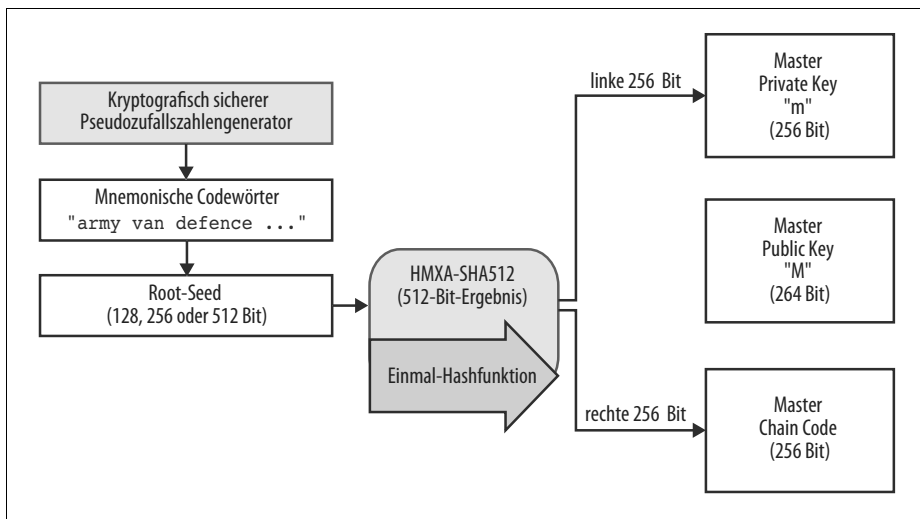 Kryptografisch sicherer
Pseudozufallszahlengenerator
Mnemonische Codewörter
"army van defence ..."
Root-Seed
(128, 256 oder 512 Bit)
HMXA-SHA512
(512-Bit-Ergebnis)
Einmal-Hashfunktion
linke 256 Bit
rechte 256 Bit
Master
Private Key
"m"
(256 Bit)
Master
Public Key
"M"
(264 Bit)
Master
Chain Code
(256 Bit)